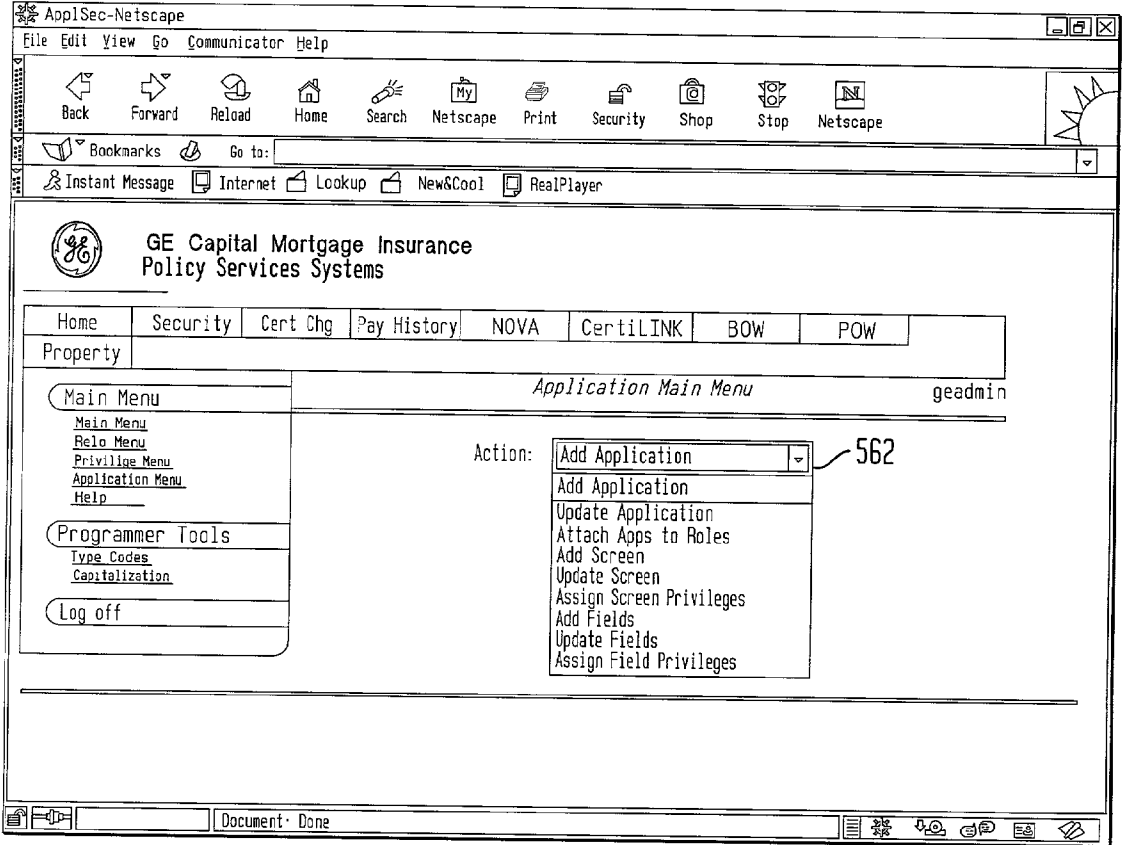 ApplSec-Netscape
File Edit View Go Communicator Help
Back Forward Reload Home Search My Netscape Print Security Shop Stop N Netscape
Bookmarks Go to:
Instant Message Internet Lookup New&Cool RealPlayer
GE GE Capital Mortgage Insurance
Policy Services Systems
Home Security Cert Chg Pay History NOVA CertiLINK BOW POW
Property
Application Main Menu geadmin
Main Menu
Main Menu
Relo Menu
Privilige Menu
Application Menu
Help
Programmer Tools
Type Codes
Capitalization
Log off
Action: Add Application 562
Add Application
Update Application
Attach Apps to Roles
Add Screen
Update Screen
Assign Screen Privileges
Add Fields
Update Fields
Assign Field Privileges
Document· Done